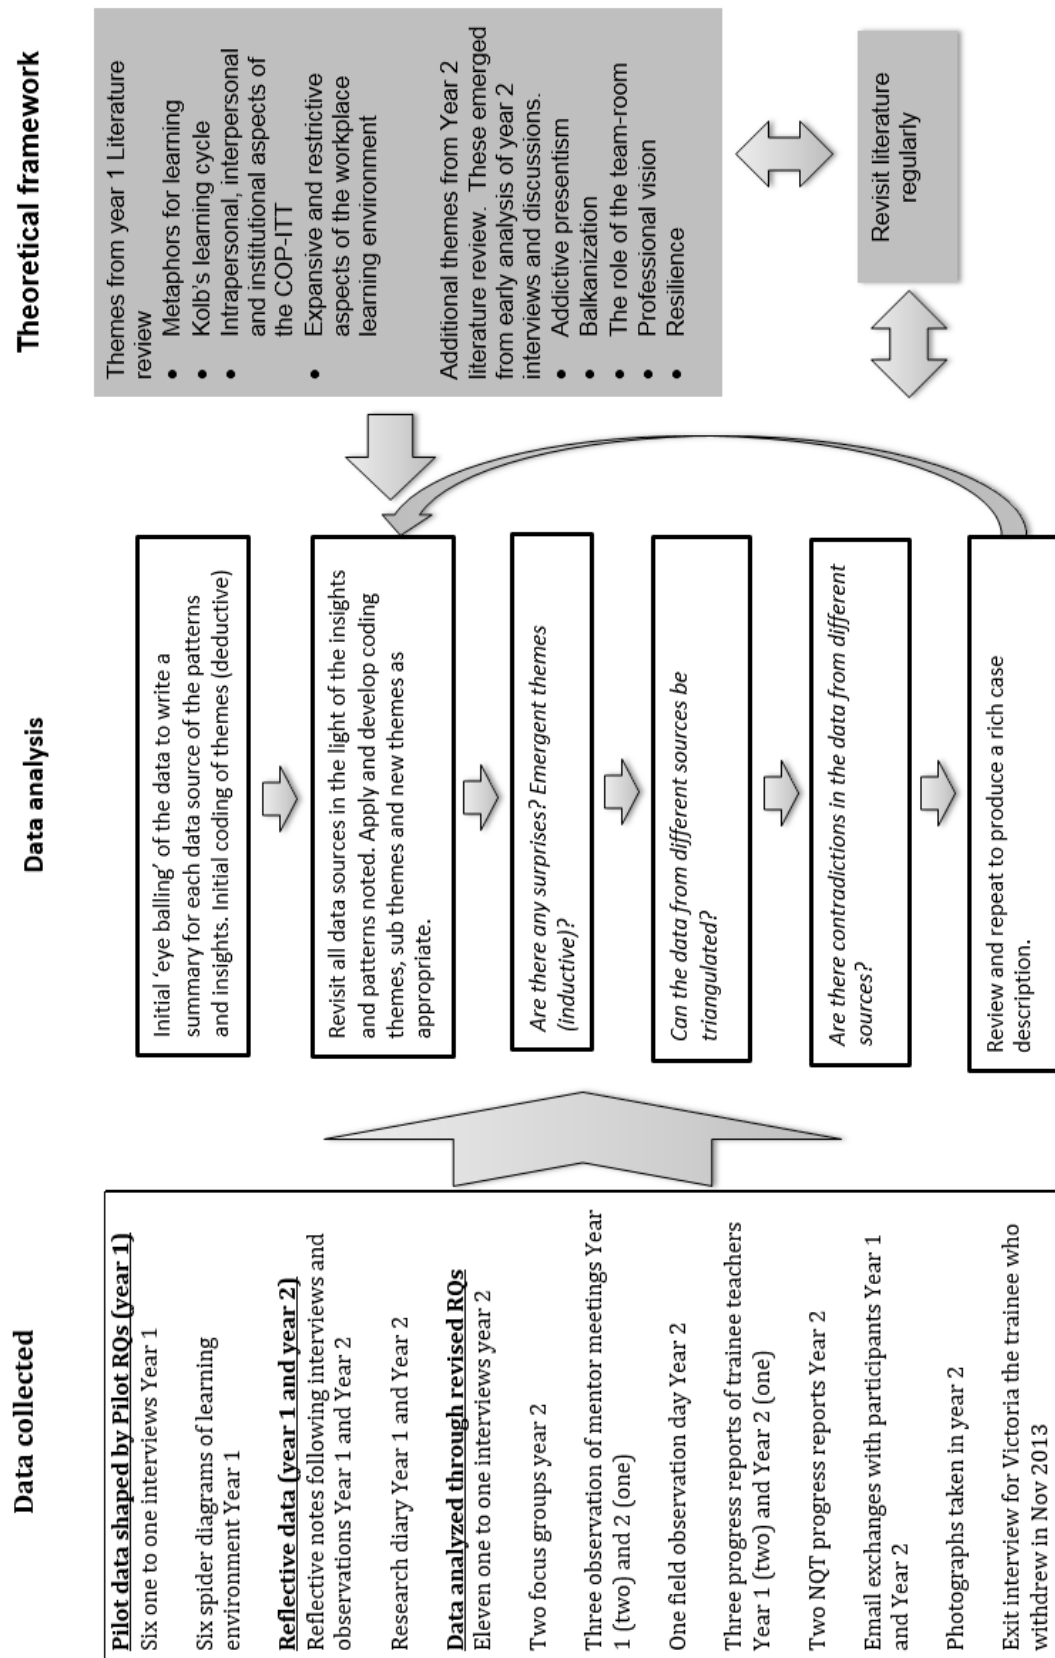 Data collected
Pilot data shaped by Pilot RQs (year 1)
Six one to one interviews Year 1
Six spider diagrams of learning
environment Year 1
Reflective data (year 1 and year 2)
Reflective notes following interviews and
observations Year 1 and Year 2
Research diary Year 1 and Year 2
Data analyzed through revised RQs
Eleven one to one interviews year 2
Two focus groups year 2
Three observation of mentor meetings Year
1 (two) and 2 (one)
One field observation day Year 2
Three progress reports of trainee teachers
Year 1 (two) and Year 2 (one)
Two NQT progress reports Year 2
Email exchanges with participants Year 1
and Year 2
Photographs taken in year 2
Exit interview for Victoria the trainee who
withdrew in Nov 2013
Data analysis
Initial ‘eye balling’ of the data to write a
summary for each data source of the patterns
and insights. Initial coding of themes (deductive)
Revisit all data sources in the light of the insights
and patterns noted. Apply and develop coding
themes, sub themes and new themes as
appropriate.
Are there any surprises? Emergent themes
(inductive)?
Can the data from different sources be
triangulated?
Are there contradictions in the data from different
sources?
Review and repeat to produce a rich case
description.
Theoretical framework
Themes from year 1 Literature
review
• Metaphors for learning
• Kolb’s learning cycle
• Intrapersonal, interpersonal
and institutional aspects of
the COP-ITT
• Expansive and restrictive
aspects of the workplace
learning environment
Additional themes from Year 2
literature review. These emerged
from early analysis of year 2
interviews and discussions.
• Addictive presentism
• Balkanization
• The role of the team-room
• Professional vision
• Resilience
Revisit literature
regularly